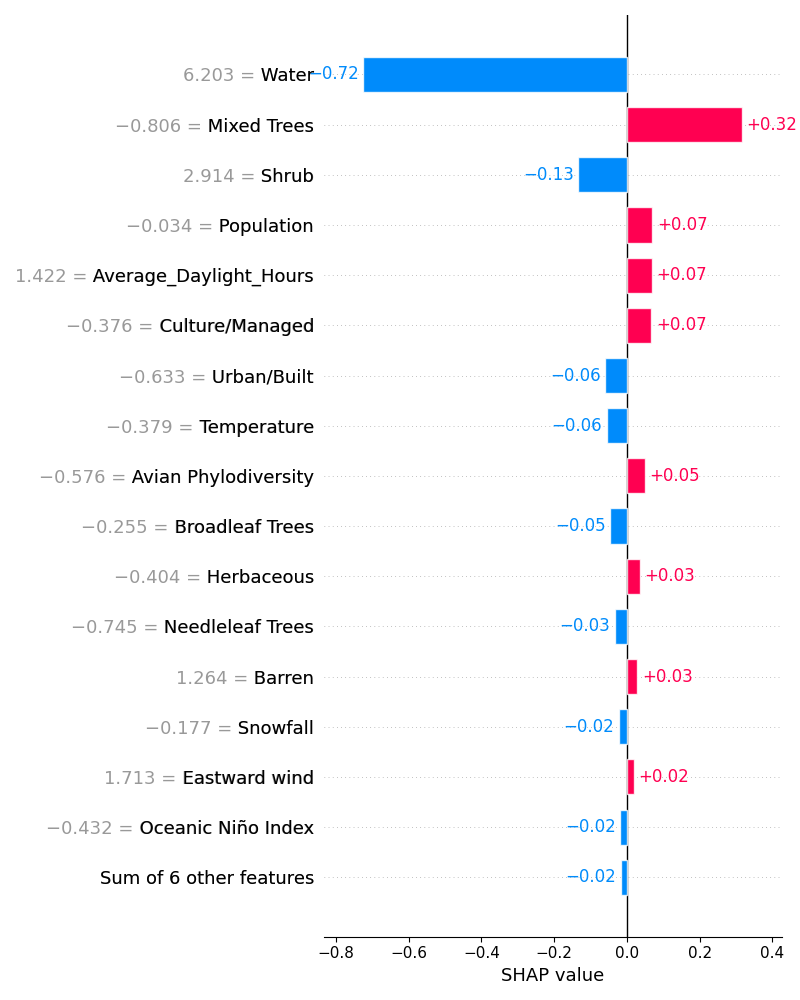 6.203 = Water −0.72
−0.806 = Mixed Trees +0.32
2.914 = Shrub −0.13
−0.034 = Population +0.07
1.422 = Average_Daylight_Hours +0.07
−0.376 = Culture/Managed +0.07
−0.633 = Urban/Built −0.06
−0.379 = Temperature −0.06
−0.576 = Avian Phylodiversity +0.05
−0.255 = Broadleaf Trees −0.05
−0.404 = Herbaceous +0.03
−0.745 = Needleleaf Trees −0.03
1.264 = Barren +0.03
−0.177 = Snowfall −0.02
1.713 = Eastward wind +0.02
−0.432 = Oceanic Niño Index −0.02
Sum of 6 other features −0.02
−0.8 −0.6 −0.4 −0.2 0.0 0.2 0.4
SHAP value